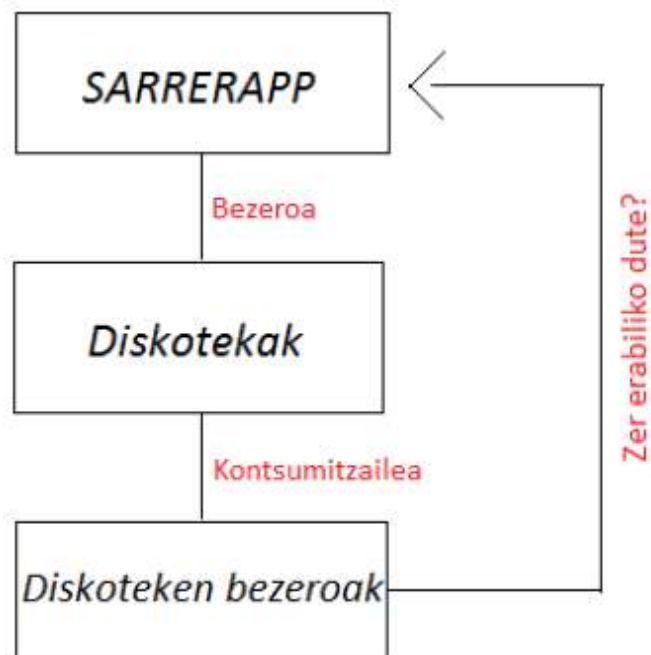 SARRERAPP
Bezeroa
Diskotekak
Kontsumitzailea
Diskoteken bezeroak
Zer erabiliko dute?